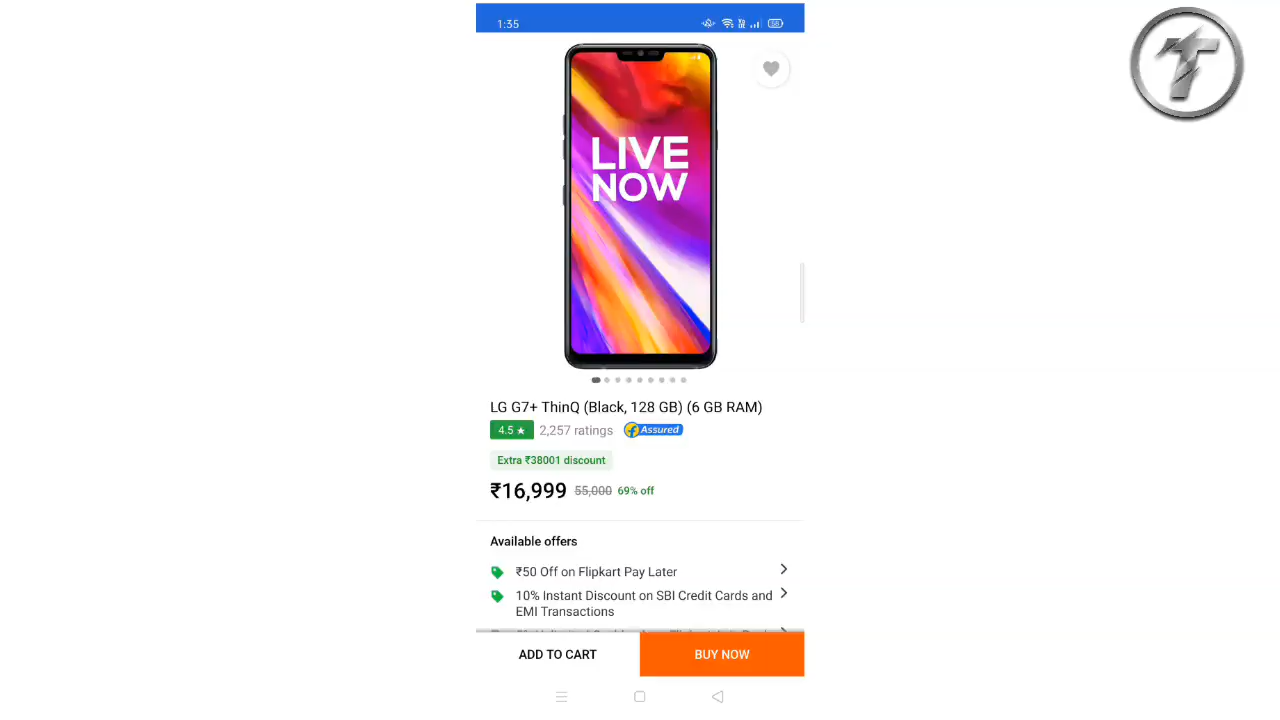 1:35
58
LIVE
NOW
LG G7+ ThinQ (Black, 128 GB) (6 GB RAM)
4.5 ★ 2,257 ratings Assured
Extra ₹38001 discount
₹16,999 55,000 69% off
Available offers
₹50 Off on Flipkart Pay Later
10% Instant Discount on SBI Credit Cards and
EMI Transactions
ADD TO CART BUY NOW